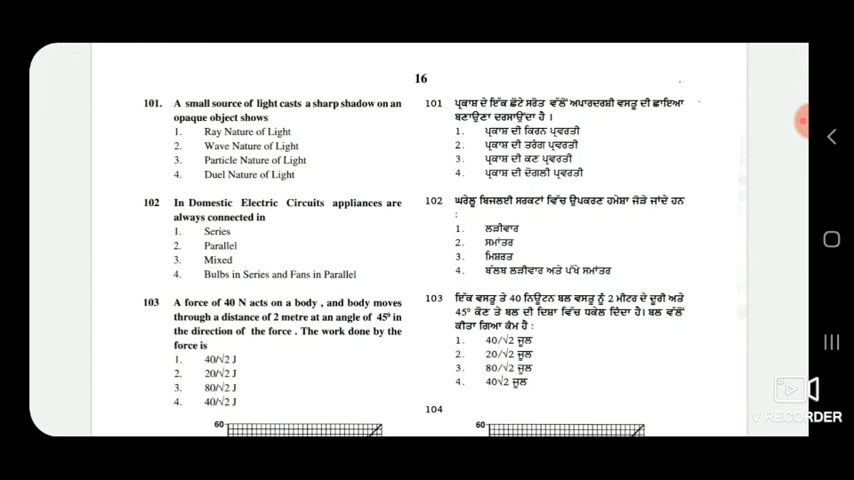 16
101. A small source of light casts a sharp shadow on an
opaque object shows
1. Ray Nature of Light
2. Wave Nature of Light
3. Particle Nature of Light
4. Duel Nature of Light
102 In Domestic Electric Circuits appliances are
always connected in
1. Series
2. Parallel
3. Mixed
4. Bulbs in Series and Fans in Parallel
103 A force of 40 N acts on a body , and body moves
through a distance of 2 metre at an angle of 45⁰ in
the direction of the force . The work done by the
force is
1. 40/√2 J
2. 20/√2 J
3. 80/√2 J
4. 40/√2 J
60
101 ਪ੍ਰਕਾਸ਼ ਦੇ ਇੱਕ ਛੋਟੇ ਸਰੋਤ ਵੱਲੋਂ ਅਪਾਰਦਰਸ਼ੀ ਵਸਤੂ ਦੀ ਛਾਇਆ
ਬਣਾਉਣਾ ਦਰਸਾਉਂਦਾ ਹੈ ।
1. ਪ੍ਰਕਾਸ਼ ਦੀ ਕਿਰਨ ਪ੍ਰਵਰਤੀ
2. ਪ੍ਰਕਾਸ਼ ਦੀ ਤਰੰਗ ਪ੍ਰਵਰਤੀ
3. ਪ੍ਰਕਾਸ਼ ਦੀ ਕਣ ਪ੍ਰਵਰਤੀ
4. ਪ੍ਰਕਾਸ਼ ਦੀ ਦੋਗਲੀ ਪ੍ਰਵਰਤੀ
102 ਘਰੇਲੂ ਬਿਜਲਈ ਸਰਕਟਾਂ ਵਿੱਚ ਉਪਕਰਣ ਹਮੇਸ਼ਾ ਜੋੜੇ ਜਾਂਦੇ ਹਨ
:
1. ਲੜੀਵਾਰ
2. ਸਮਾਂਤਰ
3. ਮਿਸ਼ਰਤ
4. ਬੱਲਬ ਲੜੀਵਾਰ ਅਤੇ ਪੱਖੇ ਸਮਾਂਤਰ
103 ਇੱਕ ਵਸਤੂ ਤੇ 40 ਨਿਊਟਨ ਬਲ ਵਸਤੂ ਨੂੰ 2 ਮੀਟਰ ਦੇ ਦੂਰੀ ਅਤੇ
45⁰ ਕੋਣ ਤੇ ਬਲ ਦੀ ਦਿਸ਼ਾ ਵਿੱਚ ਧਕੇਲ ਦਿੰਦਾ ਹੈ। ਬਲ ਵੱਲੋਂ
ਕੀਤਾ ਗਿਆ ਕੰਮ ਹੈ :
1. 40/√2 ਜੂਲ
2. 20/√2 ਜੂਲ
3. 80/√2 ਜੂਲ
4. 40√2 ਜੂਲ
104
60
V RECORDER